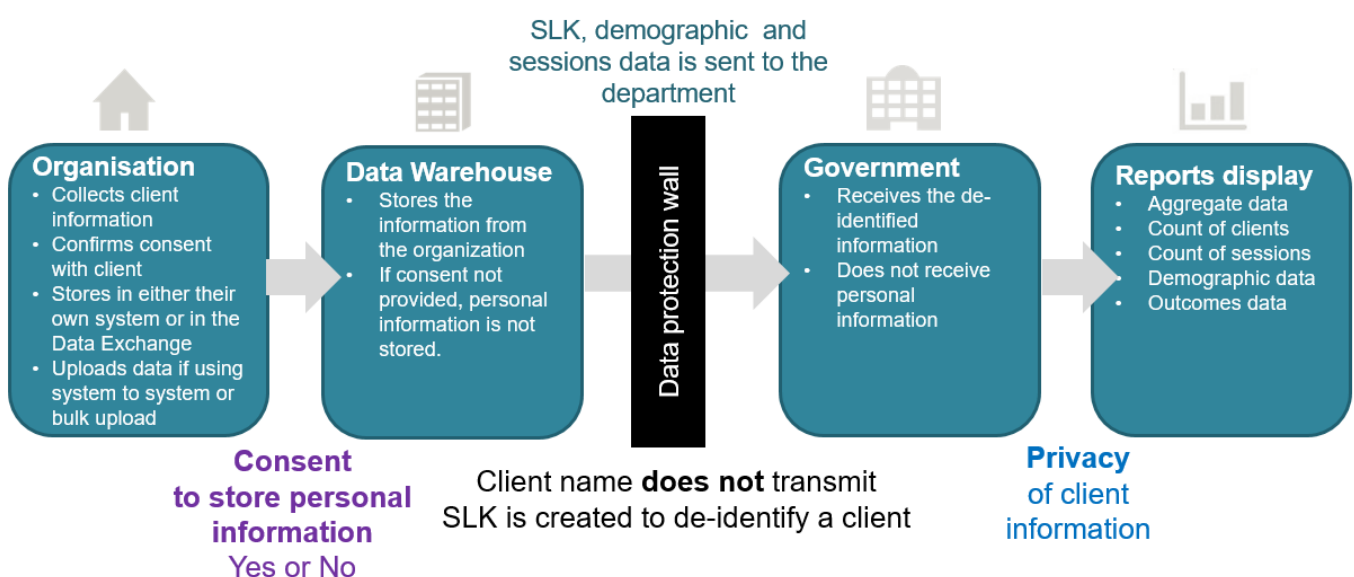 SLK, demographic and
sessions data is sent to the
department
Organisation
• Collects client
information
• Confirms consent
with client
• Stores in either their
own system or in the
Data Exchange
• Uploads data if using
system to system or
bulk upload
Data Warehouse
• Stores the
information from
the organization
• If consent not
provided, personal
information is not
stored.
Data protection wall
Government
• Receives the de-
identified
information
• Does not receive
personal
information
Reports display
• Aggregate data
• Count of clients
• Count of sessions
• Demographic data
• Outcomes data
Consent
to store personal
information
Yes or No
Client name does not transmit
SLK is created to de-identify a client
Privacy
of client
information